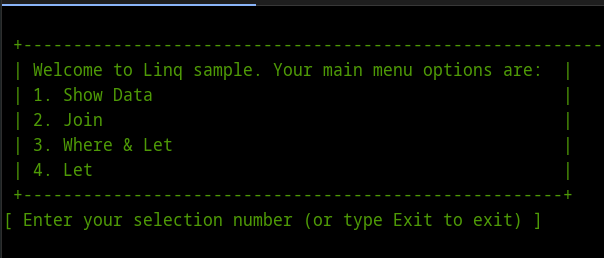 +----------------------------------------------------------
| Welcome to Linq sample. Your main menu options are:  |
| 1. Show Data                                         |
| 2. Join                                              |
| 3. Where & Let                                       |
| 4. Let                                               |
+------------------------------------------------------+
[ Enter your selection number (or type Exit to exit) ]